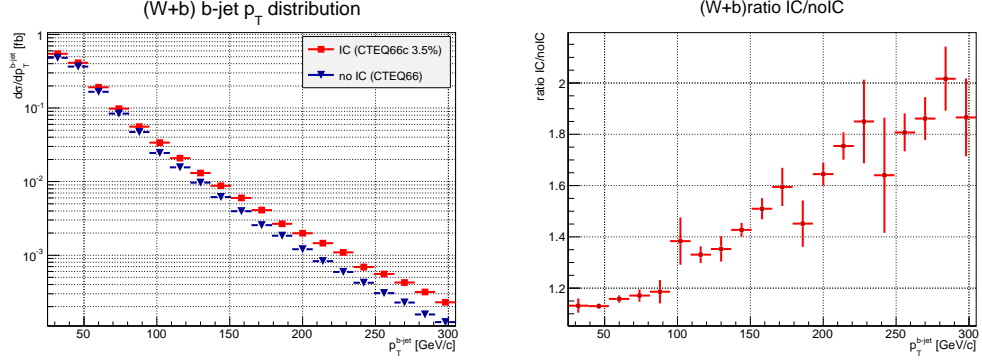 (W+b) b-jet p_T distribution
dσ/dp_T^b-jet [fb]
1
10^-1
10^-2
10^-3
IC (CTEQ66c 3.5%)
no IC (CTEQ66)
50 100 150 200 250 300
p_T^b-jet [GeV/c]
(W+b)ratio IC/noIC
ratio IC/noIC
2
1.8
1.6
1.4
1.2
50 100 150 200 250 300
p_T^b-jet [GeV/c]